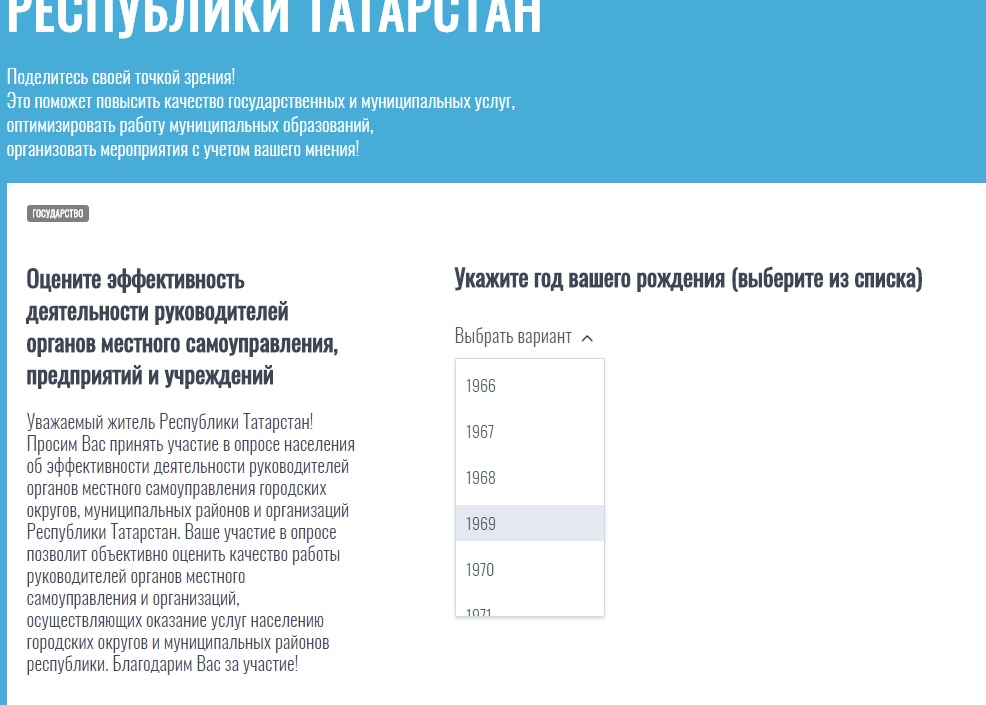 РЕСПУБЛИКИ ТАТАРСТАН
Поделитесь своей точкой зрения!
Это поможет повысить качество государственных и муниципальных услуг,
оптимизировать работу муниципальных образований,
организовать мероприятия с учетом вашего мнения!
ГОСУДАРСТВО
Оцените эффективность
деятельности руководителей
органов местного самоуправления,
предприятий и учреждений
Уважаемый житель Республики Татарстан!
Просим Вас принять участие в опросе населения
об эффективности деятельности руководителей
органов местного самоуправления городских
округов, муниципальных районов и организаций
Республики Татарстан. Ваше участие в опросе
позволит объективно оценить качество работы
руководителей органов местного
самоуправления и организаций,
осуществляющих оказание услуг населению
городских округов и муниципальных районов
республики. Благодарим Вас за участие!
Укажите год вашего рождения (выберите из списка)
Выбрать вариант
1966
1967
1968
1969
1970
1971